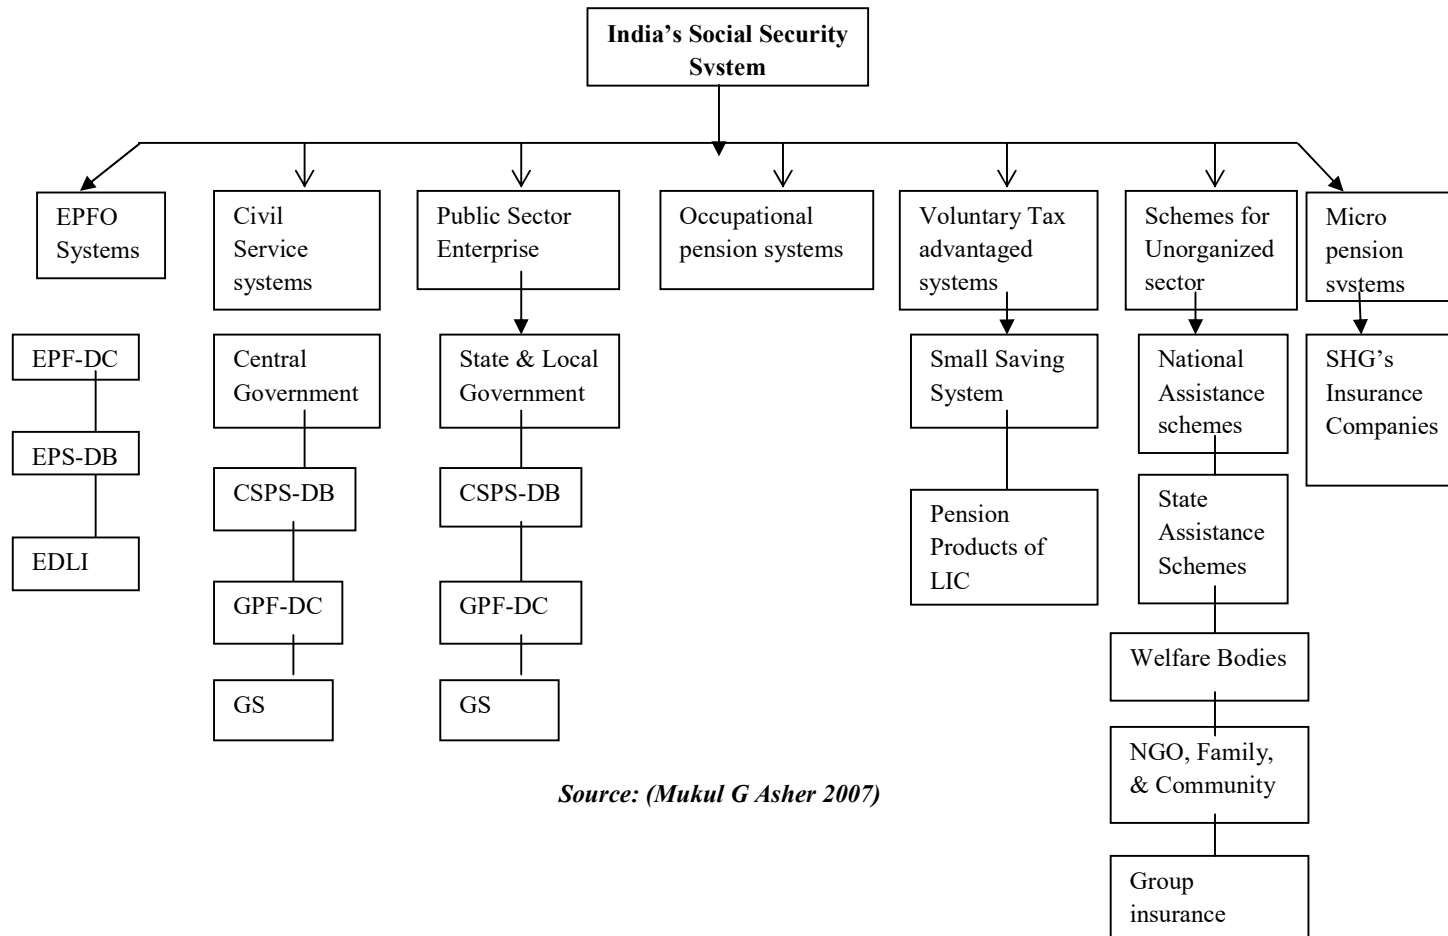 India’s Social Security
System
EPFO
Systems
Civil
Service
systems
Public Sector
Enterprise
Occupational
pension systems
Voluntary Tax
advantaged
systems
Schemes for
Unorganized
sector
Micro
pension
systems
EPF-DC
EPS-DB
EDLI
Central
Government
CSPS-DB
GPF-DC
GS
State & Local
Government
CSPS-DB
GPF-DC
GS
Small Saving
System
Pension
Products of
LIC
National
Assistance
schemes
State
Assistance
Schemes
Welfare Bodies
NGO, Family,
& Community
Group
insurance
SHG’s
Insurance
Companies
Source: (Mukul G Asher 2007)